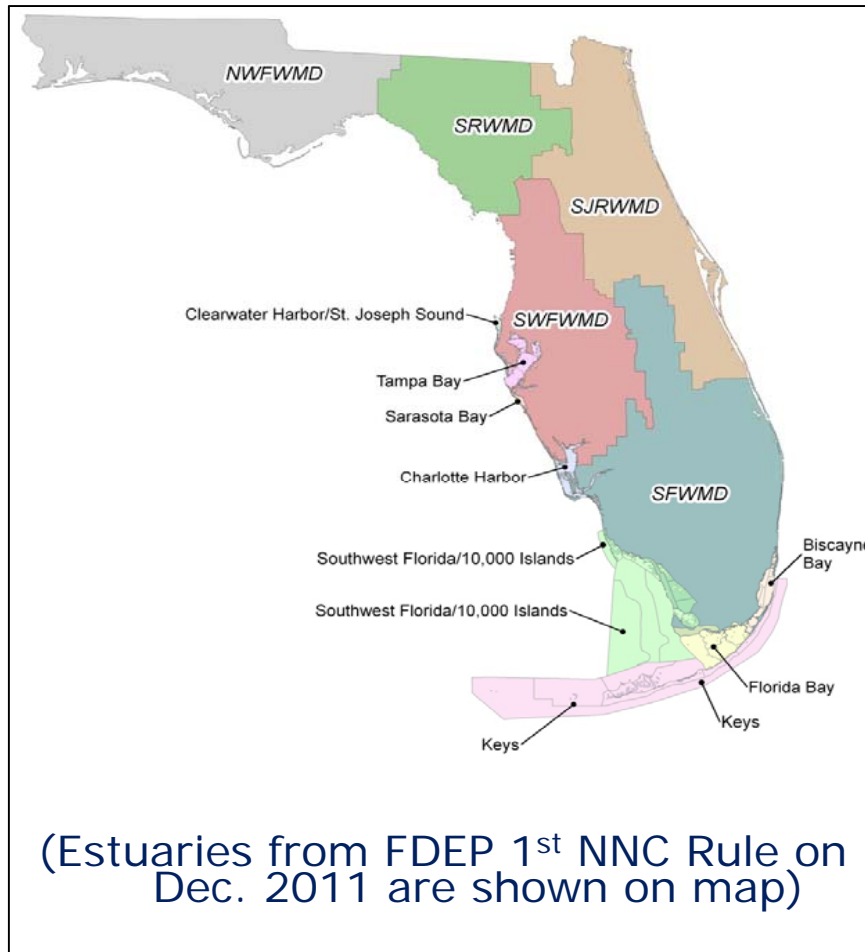 NWFWMD
SRWMD
SJRWMD
Clearwater Harbor/St. Joseph Sound
SWFWMD
Tampa Bay
Sarasota Bay
Charlotte Harbor
SFWMD
Southwest Florida/10,000 Islands
Biscayne
Bay
Southwest Florida/10,000 Islands
Florida Bay
Keys
Keys
(Estuaries from FDEP 1st NNC Rule on
Dec. 2011 are shown on map)